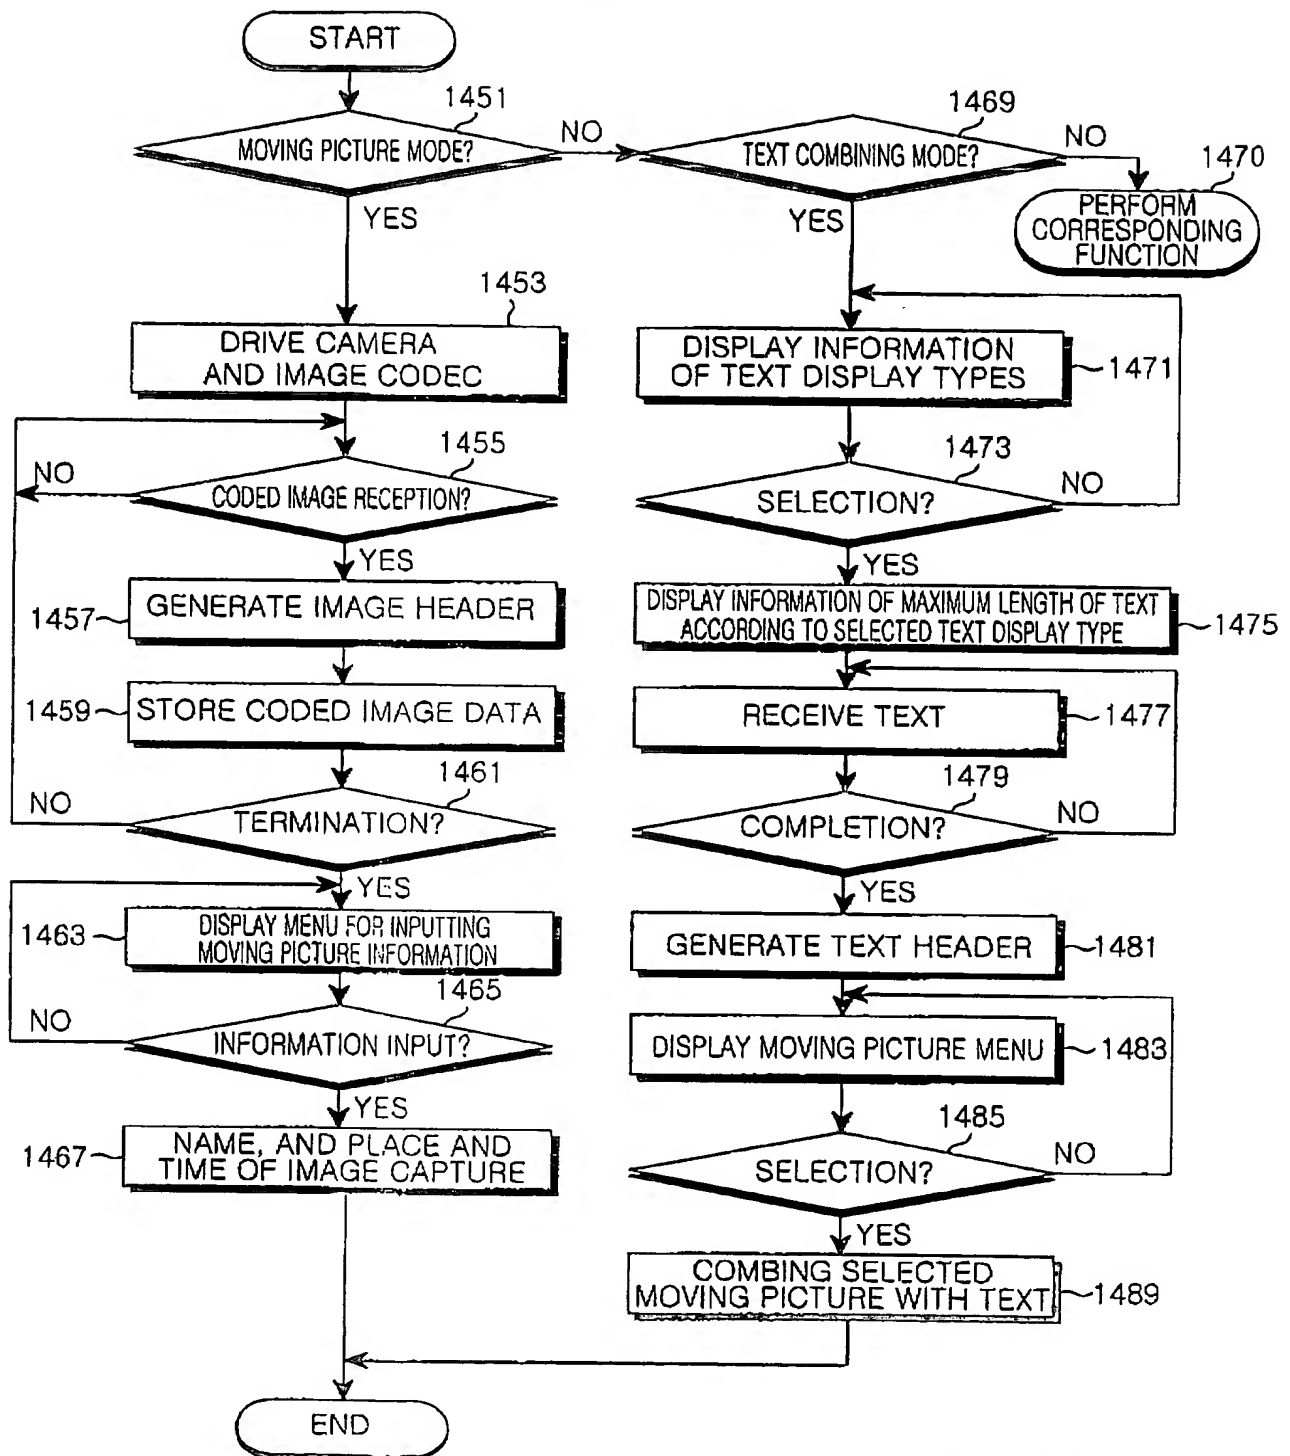 START
1451
MOVING PICTURE MODE?
NO
YES
1453
DRIVE CAMERA
AND IMAGE CODEC
1455
NO
CODED IMAGE RECEPTION?
YES
1457
GENERATE IMAGE HEADER
1459
STORE CODED IMAGE DATA
1461
NO
TERMINATION?
YES
1463
DISPLAY MENU FOR INPUTTING
MOVING PICTURE INFORMATION
1465
NO
INFORMATION INPUT?
YES
1467
NAME, AND PLACE AND
TIME OF IMAGE CAPTURE
1469
TEXT COMBINING MODE?
NO
1470
PERFORM
CORRESPONDING
FUNCTION
YES
DISPLAY INFORMATION
OF TEXT DISPLAY TYPES
1471
1473
SELECTION?
NO
YES
DISPLAY INFORMATION OF MAXIMUM LENGTH OF TEXT
ACCORDING TO SELECTED TEXT DISPLAY TYPE
1475
RECEIVE TEXT
1477
1479
COMPLETION?
NO
YES
GENERATE TEXT HEADER
1481
DISPLAY MOVING PICTURE MENU
1483
1485
SELECTION?
NO
YES
COMBING SELECTED
MOVING PICTURE WITH TEXT
1489
END